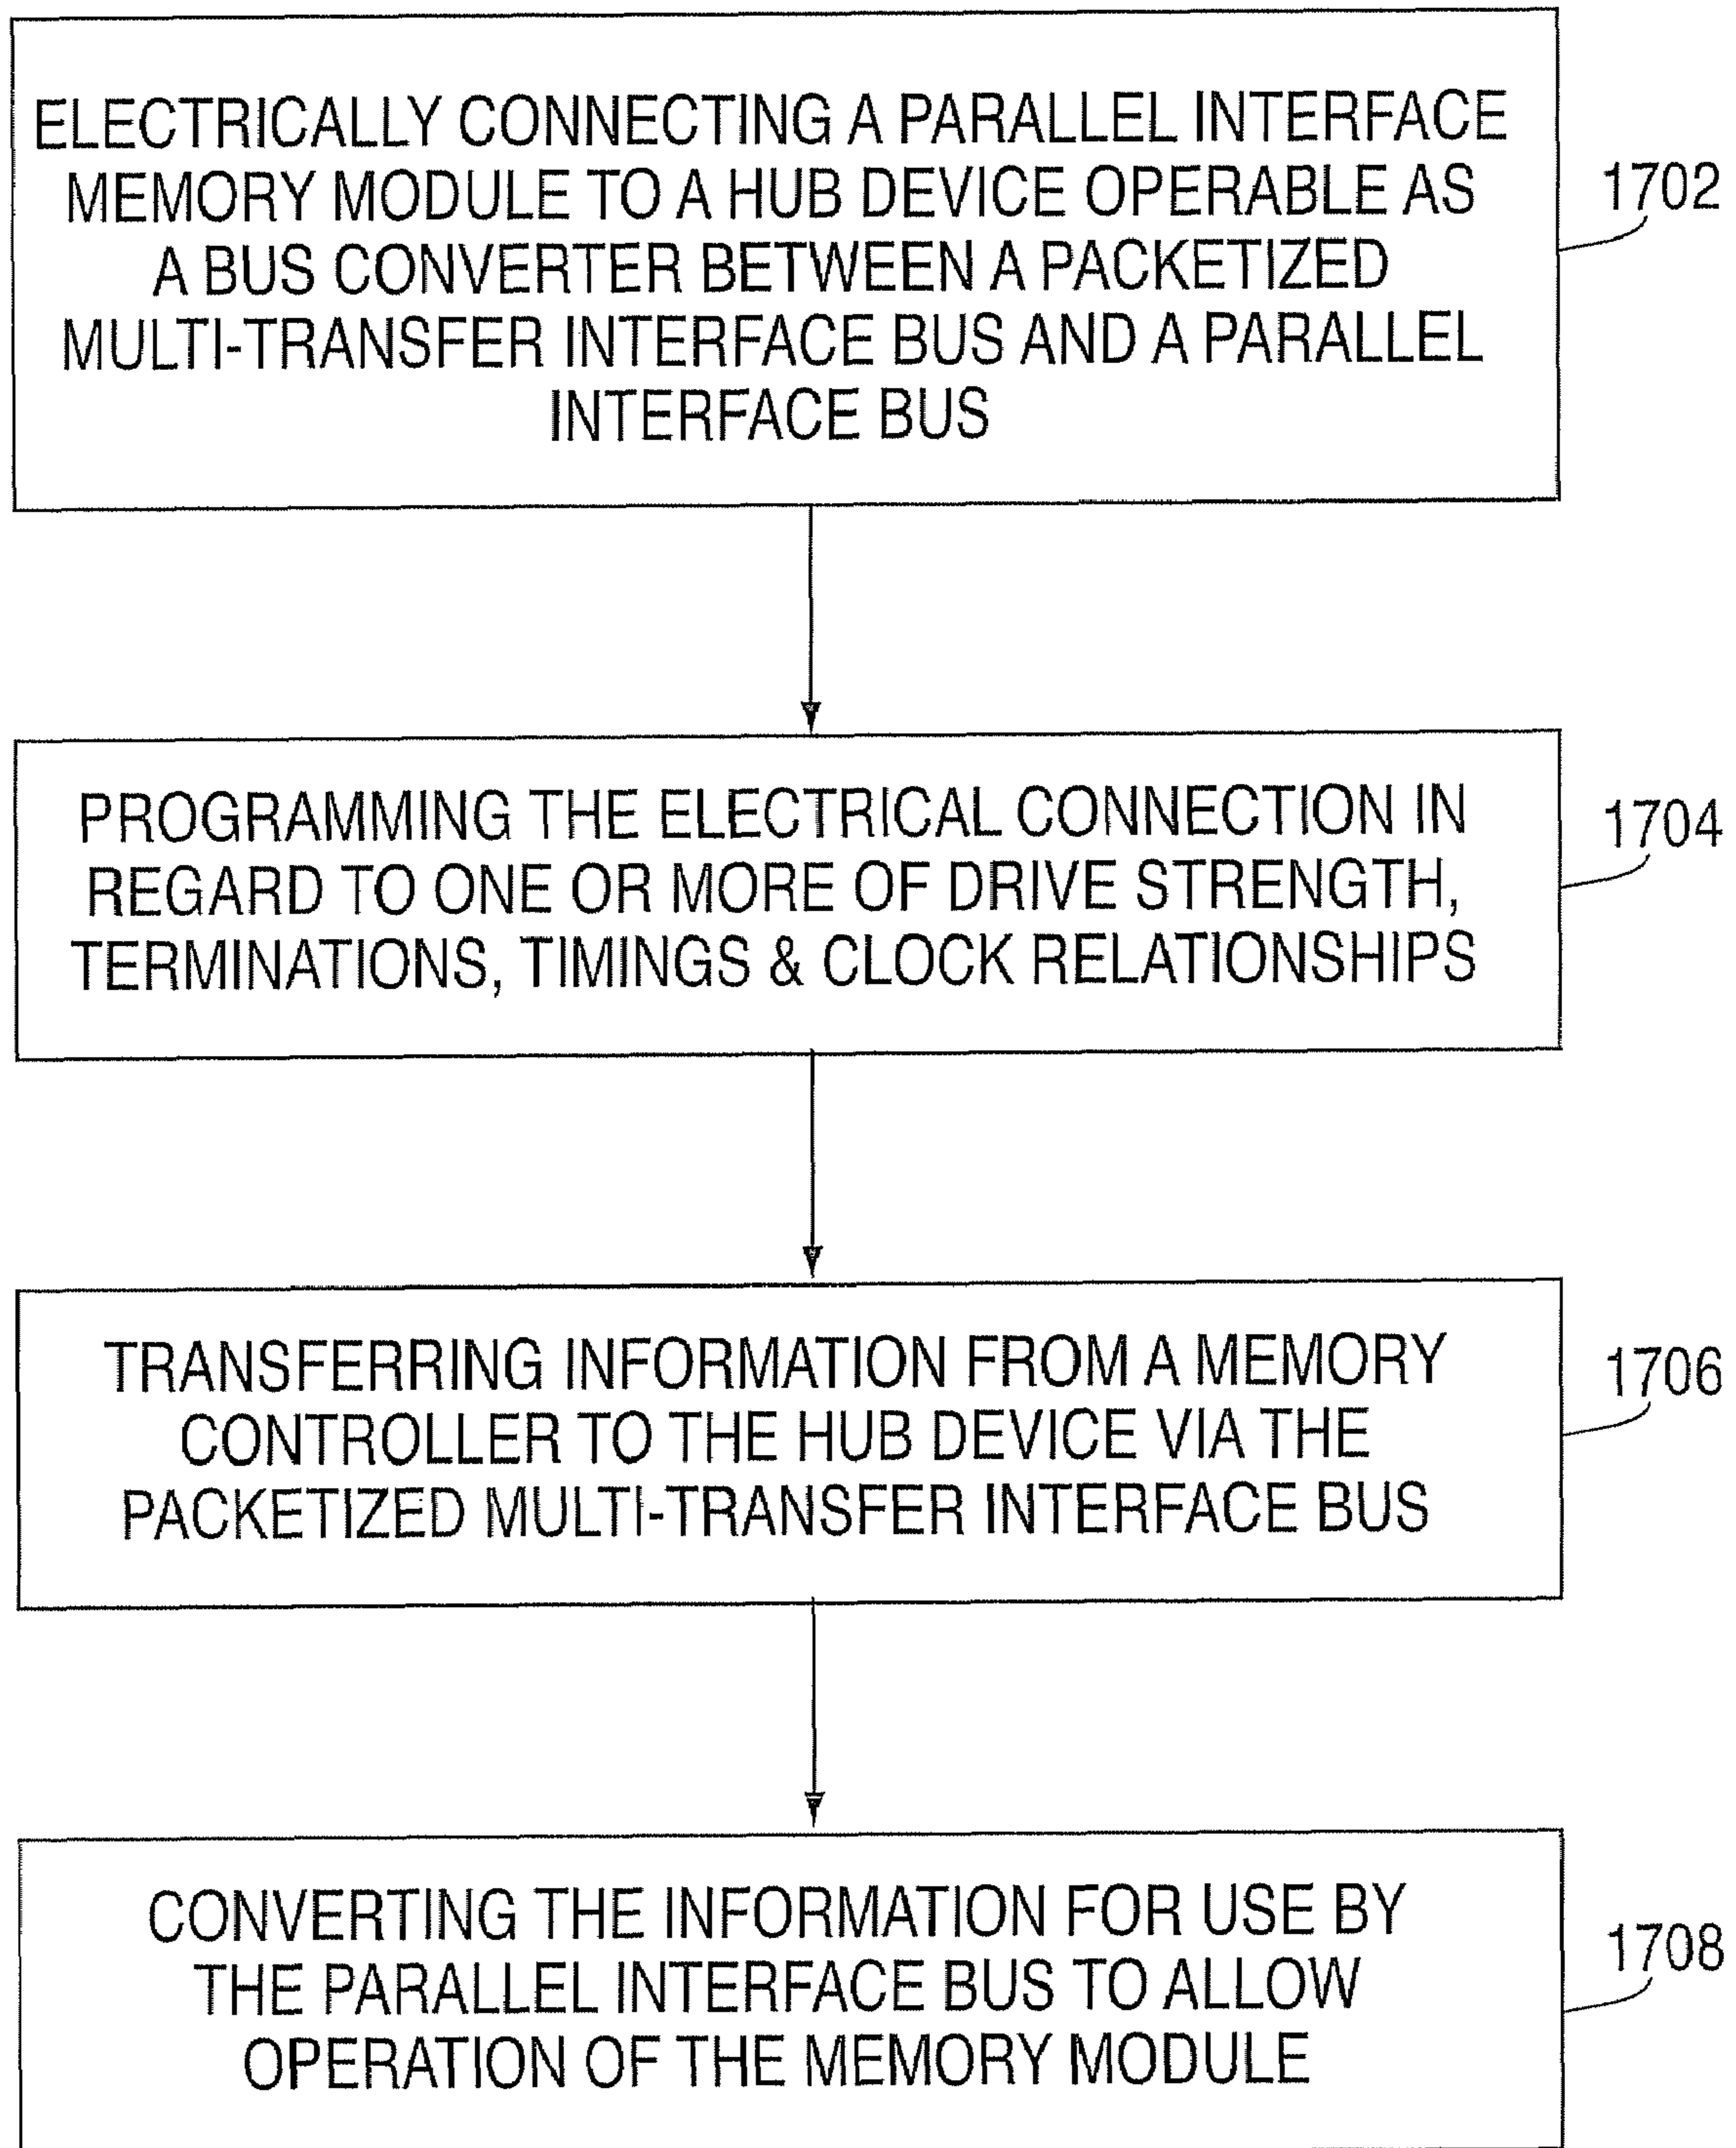 ELECTRICALLY CONNECTING A PARALLEL INTERFACE
MEMORY MODULE TO A HUB DEVICE OPERABLE AS
A BUS CONVERTER BETWEEN A PACKETIZED
MULTI-TRANSFER INTERFACE BUS AND A PARALLEL
INTERFACE BUS
1702
PROGRAMMING THE ELECTRICAL CONNECTION IN
REGARD TO ONE OR MORE OF DRIVE STRENGTH,
TERMINATIONS, TIMINGS & CLOCK RELATIONSHIPS
1704
TRANSFERRING INFORMATION FROM A MEMORY
CONTROLLER TO THE HUB DEVICE VIA THE
PACKETIZED MULTI-TRANSFER INTERFACE BUS
1706
CONVERTING THE INFORMATION FOR USE BY
THE PARALLEL INTERFACE BUS TO ALLOW
OPERATION OF THE MEMORY MODULE
1708